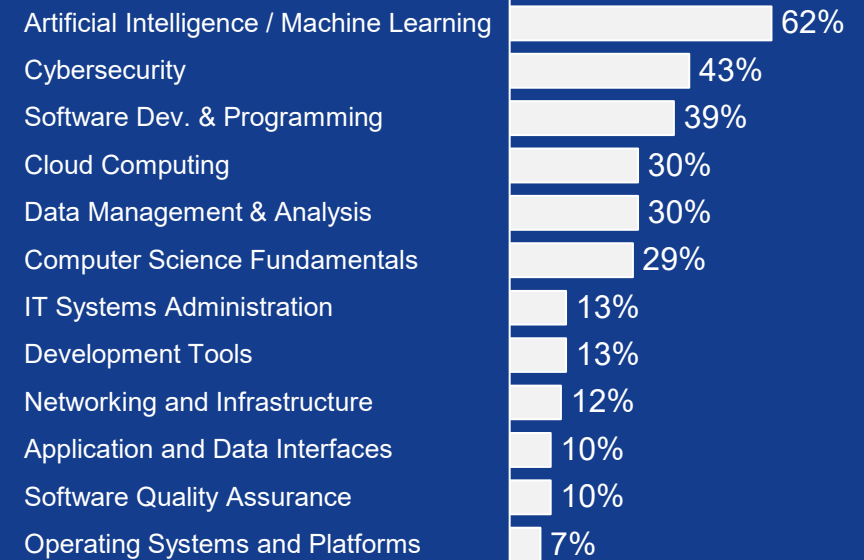 Artificial Intelligence / Machine Learning 62%
Cybersecurity 43%
Software Dev. & Programming 39%
Cloud Computing 30%
Data Management & Analysis 30%
Computer Science Fundamentals 29%
IT Systems Administration 13%
Development Tools 13%
Networking and Infrastructure 12%
Application and Data Interfaces 10%
Software Quality Assurance 10%
Operating Systems and Platforms 7%